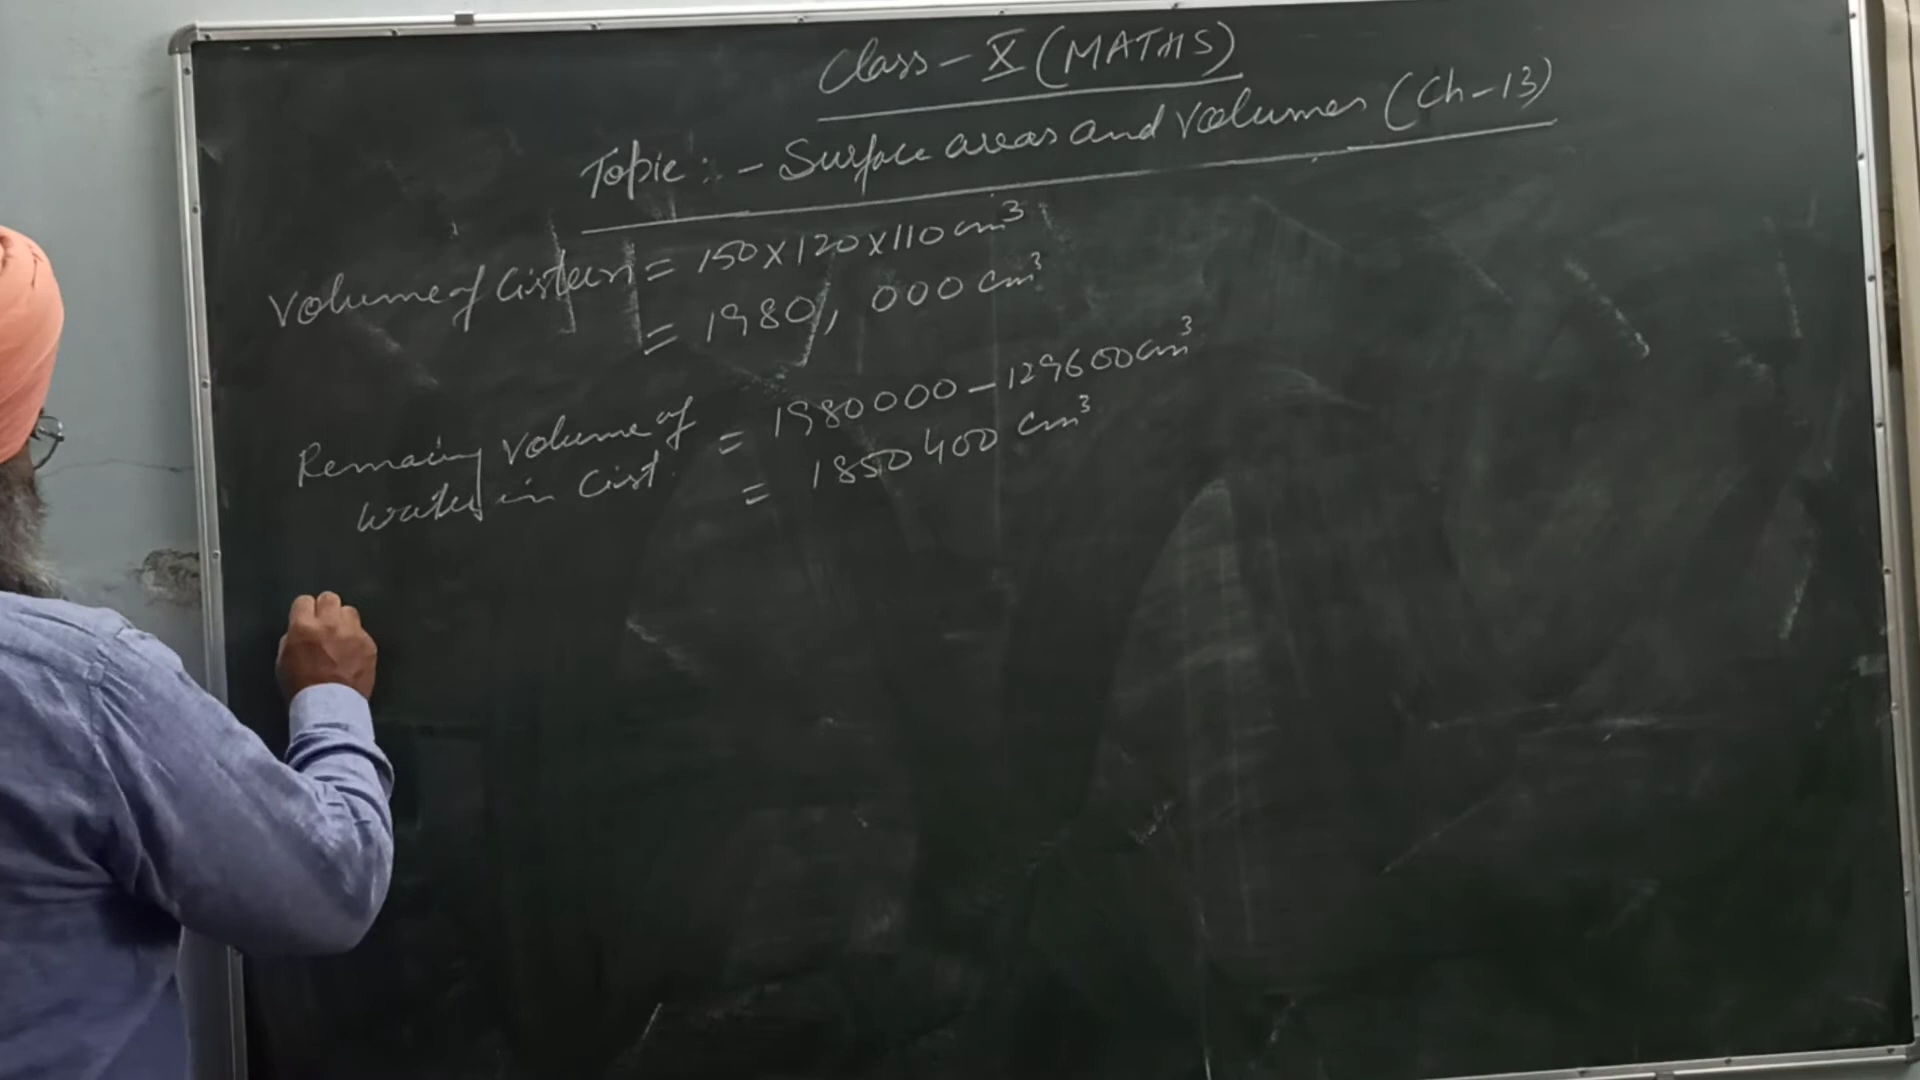 Class - X (MATHS)
Topic : - Surface areas and Volumes (Ch-13)
Volume of Cistern = 150 x 120 x 110 cm³
= 1980, 000 cm³
Remaining Volume of = 1980000 - 129600 cm³
water in Cist. = 1850400 cm³